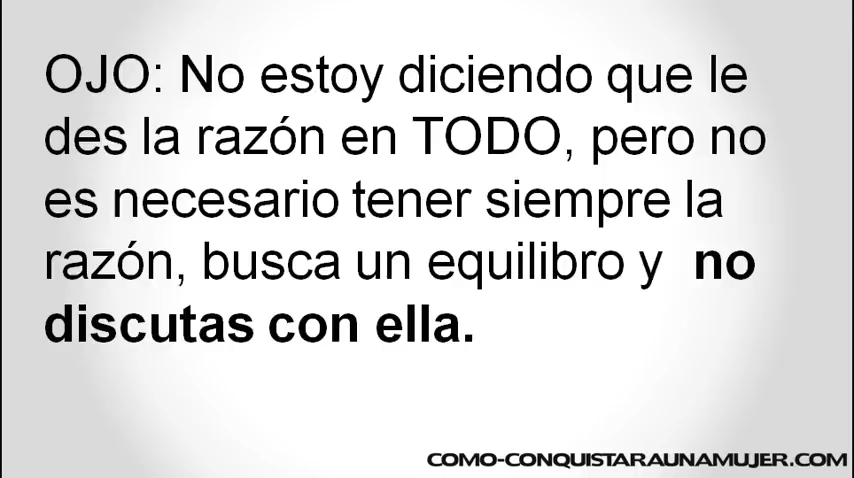 OJO: No estoy diciendo que le
des la razón en TODO, pero no
es necesario tener siempre la
razón, busca un equilibro y no
discutas con ella.
COMO-CONQUISTARAUNAMUJER.COM